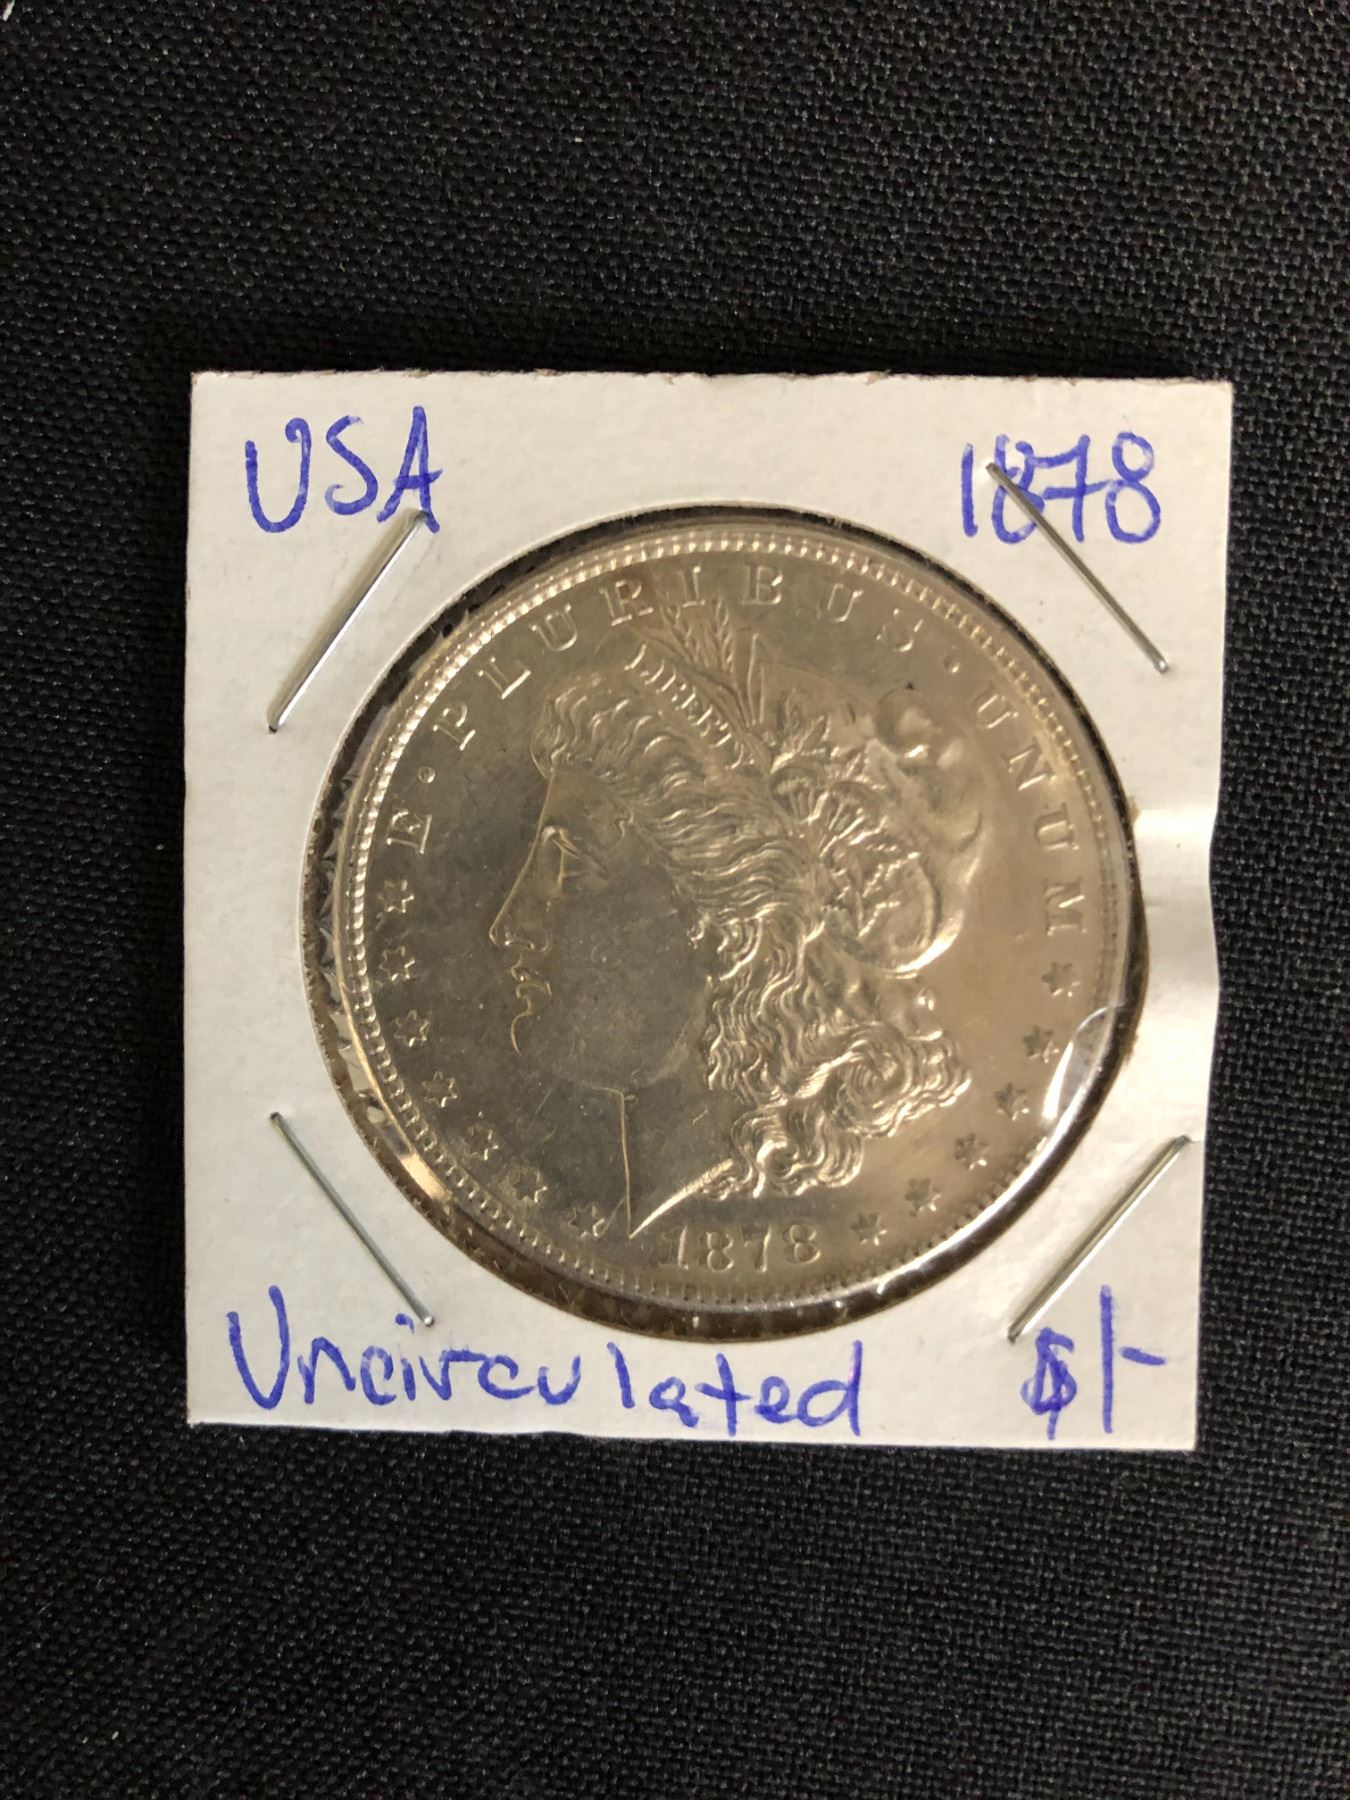 USA 1878
E · PLURIBUS · UNUM
LIBERTY
1878
Uncirculated $1-